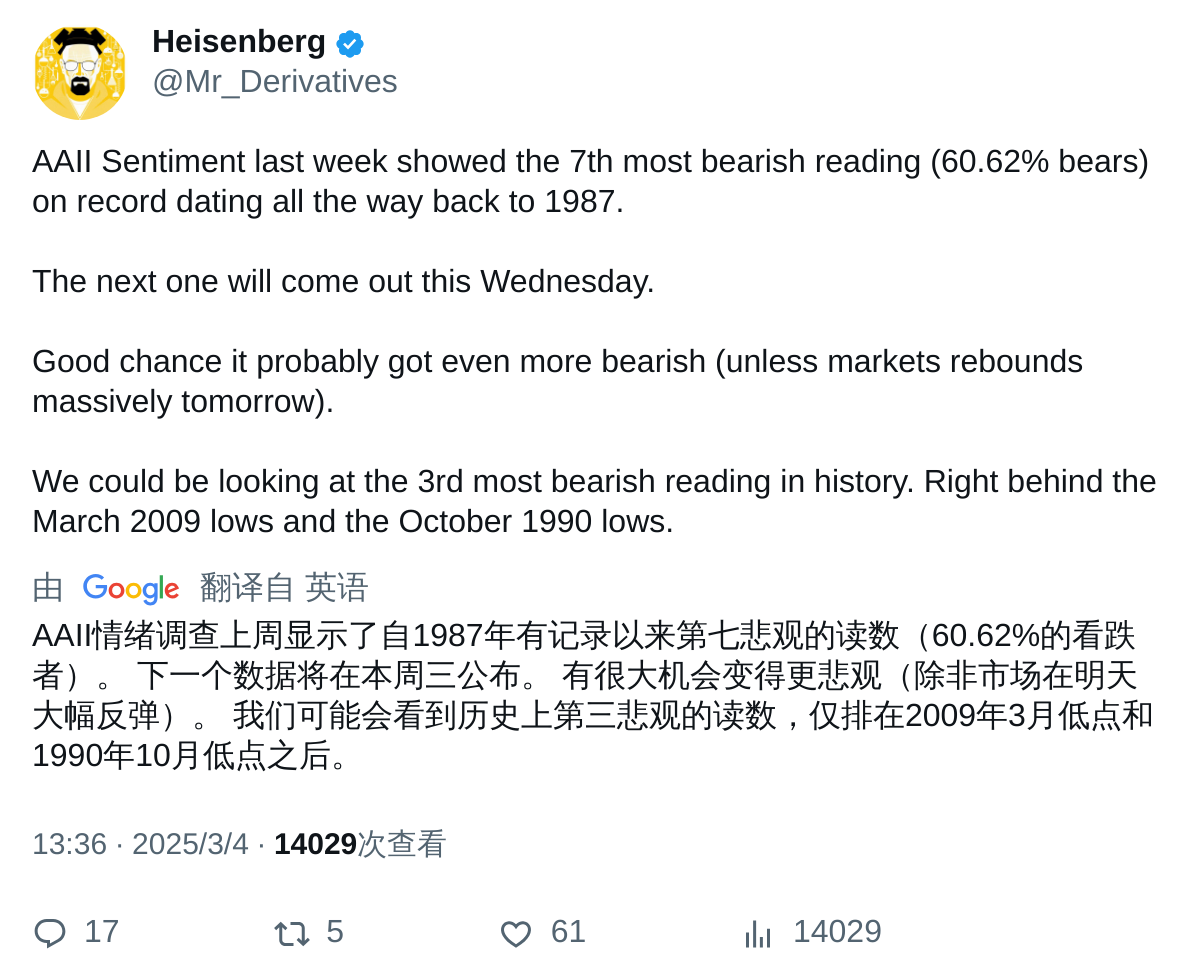 Heisenberg
@Mr_Derivatives
AAII Sentiment last week showed the 7th most bearish reading (60.62% bears)
on record dating all the way back to 1987.
The next one will come out this Wednesday.
Good chance it probably got even more bearish (unless markets rebounds
massively tomorrow).
We could be looking at the 3rd most bearish reading in history. Right behind the
March 2009 lows and the October 1990 lows.
由 Google 翻译自 英语
AAII情绪调查上周显示了自1987年有记录以来第七悲观的读数（60.62%的看跌
者）。 下一个数据将在本周三公布。 有很大机会变得更悲观（除非市场在明天
大幅反弹）。 我们可能会看到历史上第三悲观的读数，仅排在2009年3月低点和
1990年10月低点之后。
13:36 · 2025/3/4 · 14029次查看
17 5 61 14029